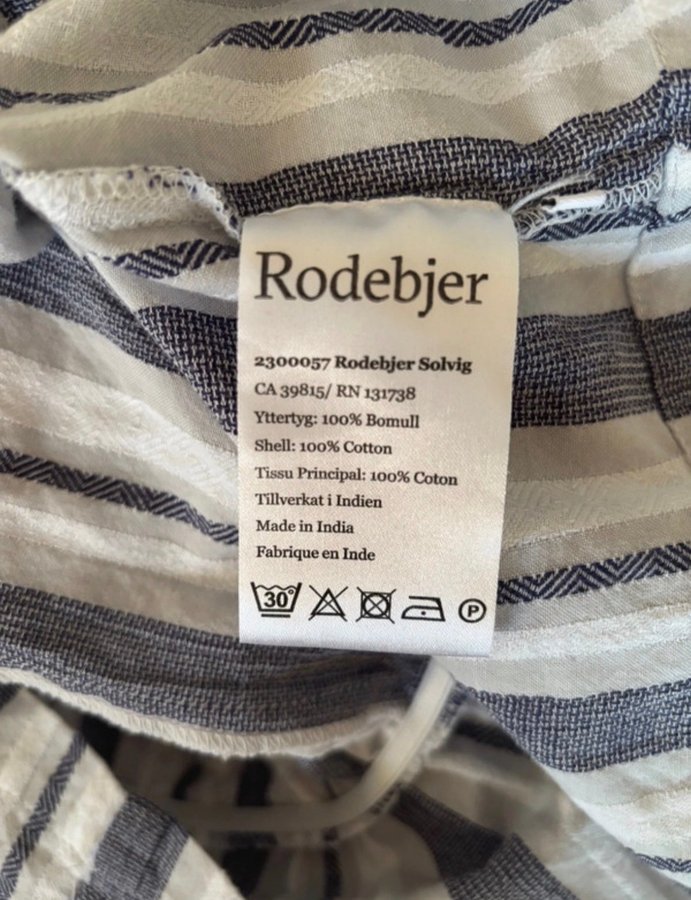 Rodebjer
2300057 Rodebjer Solvig
CA 39815/ RN 131738
Yttertyg: 100% Bomull
Shell: 100% Cotton
Tissu Principal: 100% Coton
Tillverkat i Indien
Made in India
Fabrique en Inde
30° P